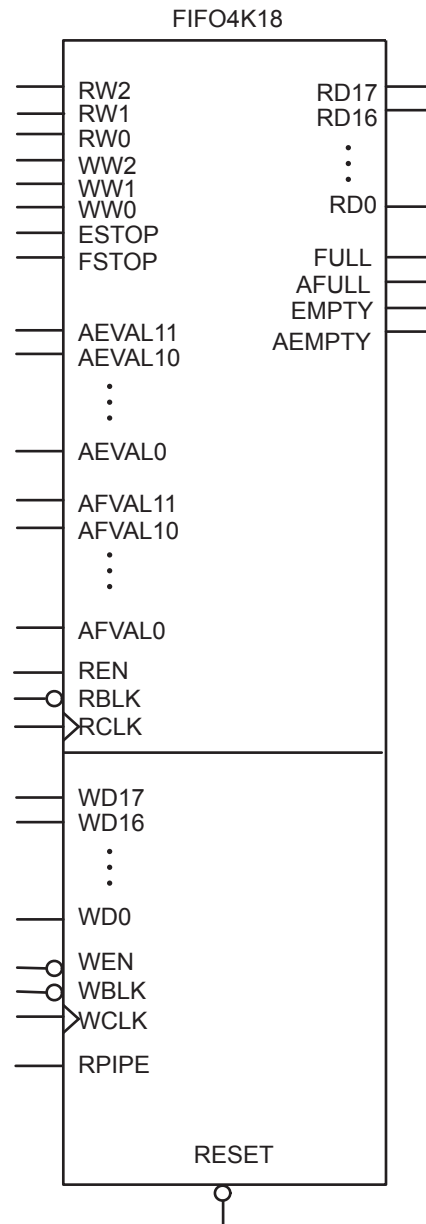 FIFO4K18
RW2
RW1
RW0
WW2
WW1
WW0
ESTOP
FSTOP
AEVAL11
AEVAL10
AEVAL0
AFVAL11
AFVAL10
AFVAL0
REN
RBLK
RCLK
RD17
RD16
RD0
FULL
AFULL
EMPTY
AEMPTY
WD17
WD16
WD0
WEN
WBLK
WCLK
RPIPE
RESET